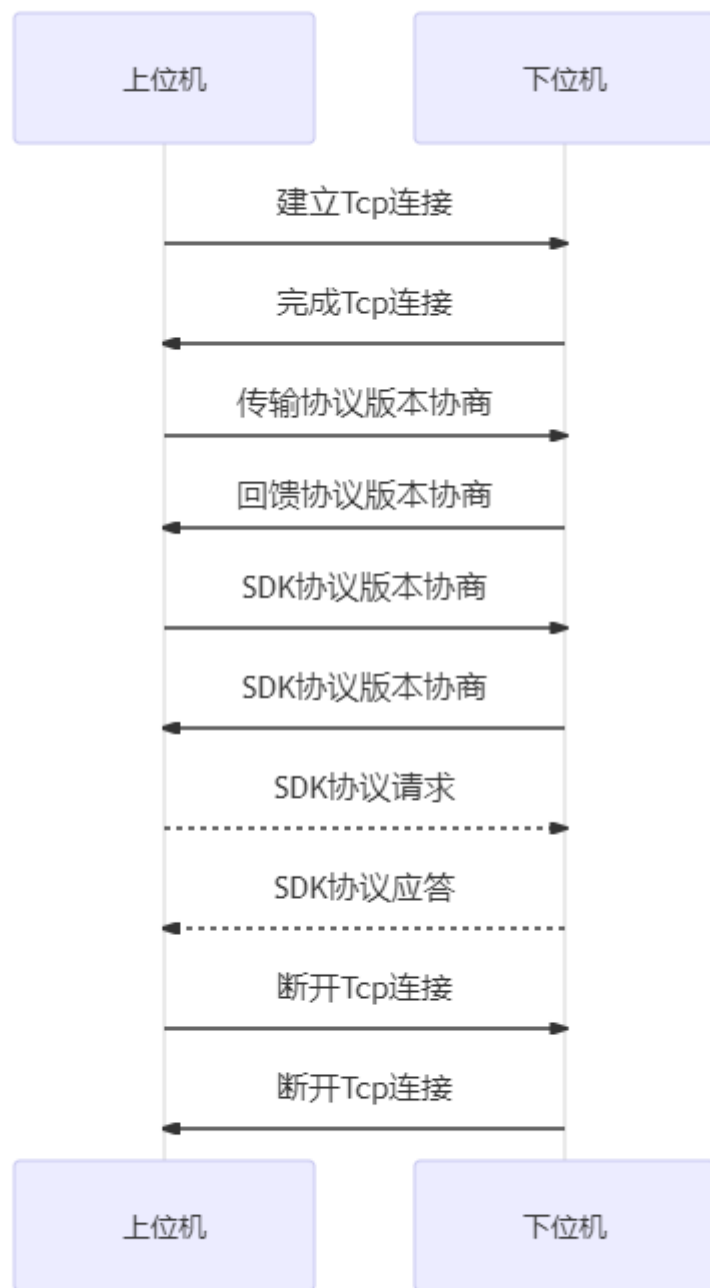 上位机
下位机
建立Tcp连接
完成Tcp连接
传输协议版本协商
回馈协议版本协商
SDK协议版本协商
SDK协议版本协商
SDK协议请求
SDK协议应答
断开Tcp连接
断开Tcp连接
上位机
下位机